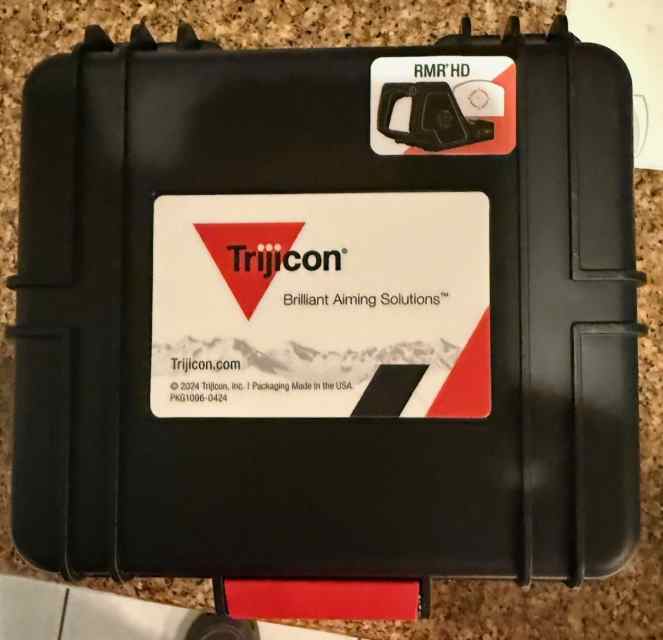 RMR® HD
Trijicon®
Brilliant Aiming Solutions™
Trijicon.com
© 2024 Trijicon, Inc. I Packaging Made in the USA.
PKG1096-0424